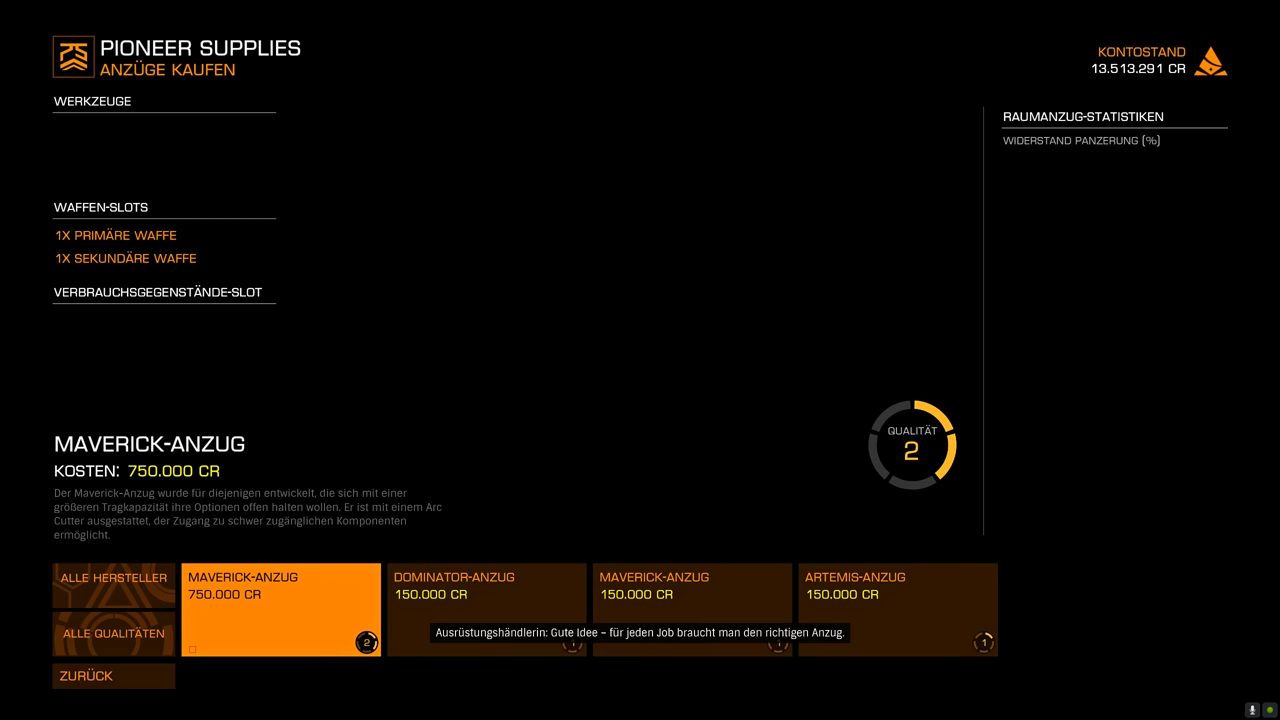 PIONEER SUPPLIES
ANZÜGE KAUFEN
KONTOSTAND
13.513.291 CR
WERKZEUGE
RAUMANZUG-STATISTIKEN
WIDERSTAND PANZERUNG (%)
WAFFEN-SLOTS
1X PRIMÄRE WAFFE
1X SEKUNDÄRE WAFFE
VERBRAUCHSGEGENSTÄNDE-SLOT
QUALITÄT
2
MAVERICK-ANZUG
KOSTEN: 750.000 CR
Der Maverick-Anzug wurde für diejenigen entwickelt, die sich mit einer
größeren Tragkapazität ihre Optionen offen halten wollen. Er ist mit einem Arc
Cutter ausgestattet, der Zugang zu schwer zugänglichen Komponenten
ermöglicht.
ALLE HERSTELLER
ALLE QUALITÄTEN
MAVERICK-ANZUG
750.000 CR
2
DOMINATOR-ANZUG
150.000 CR
1
MAVERICK-ANZUG
150.000 CR
1
ARTEMIS-ANZUG
150.000 CR
1
Ausrüstungshändlerin: Gute Idee – für jeden Job braucht man den richtigen Anzug.
ZURÜCK